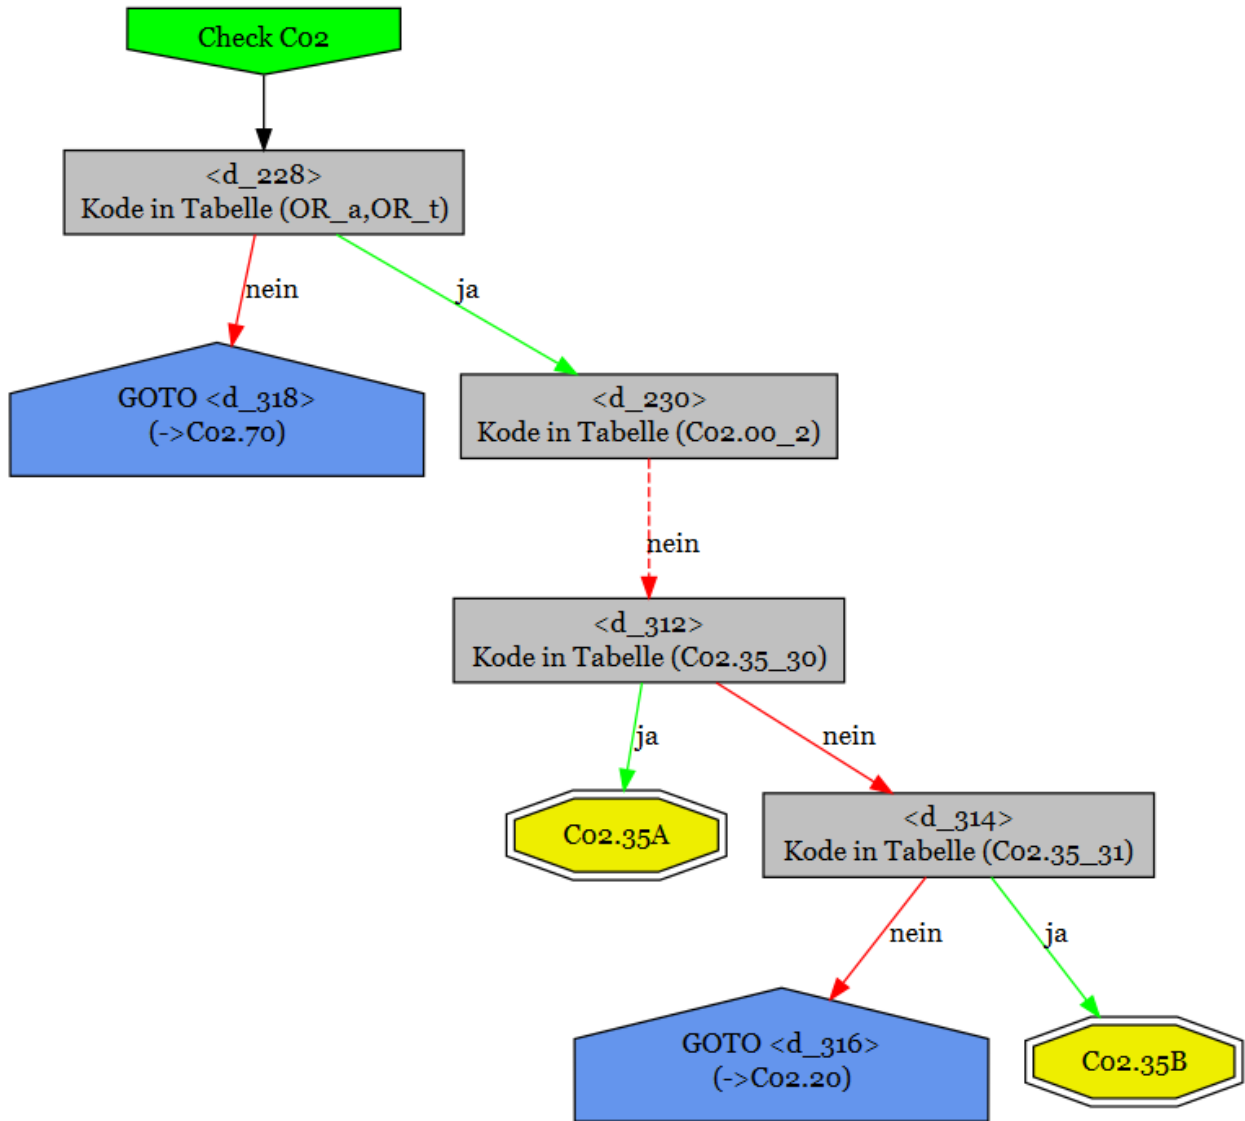 Check C02
<d_228>
Kode in Tabelle (OR_a,OR_t)
nein
ja
GOTO <d_318>
(->C02.70)
<d_230>
Kode in Tabelle (C02.00_2)
nein
<d_312>
Kode in Tabelle (C02.35_30)
ja
nein
C02.35A
<d_314>
Kode in Tabelle (C02.35_31)
nein
ja
GOTO <d_316>
(->C02.20)
C02.35B